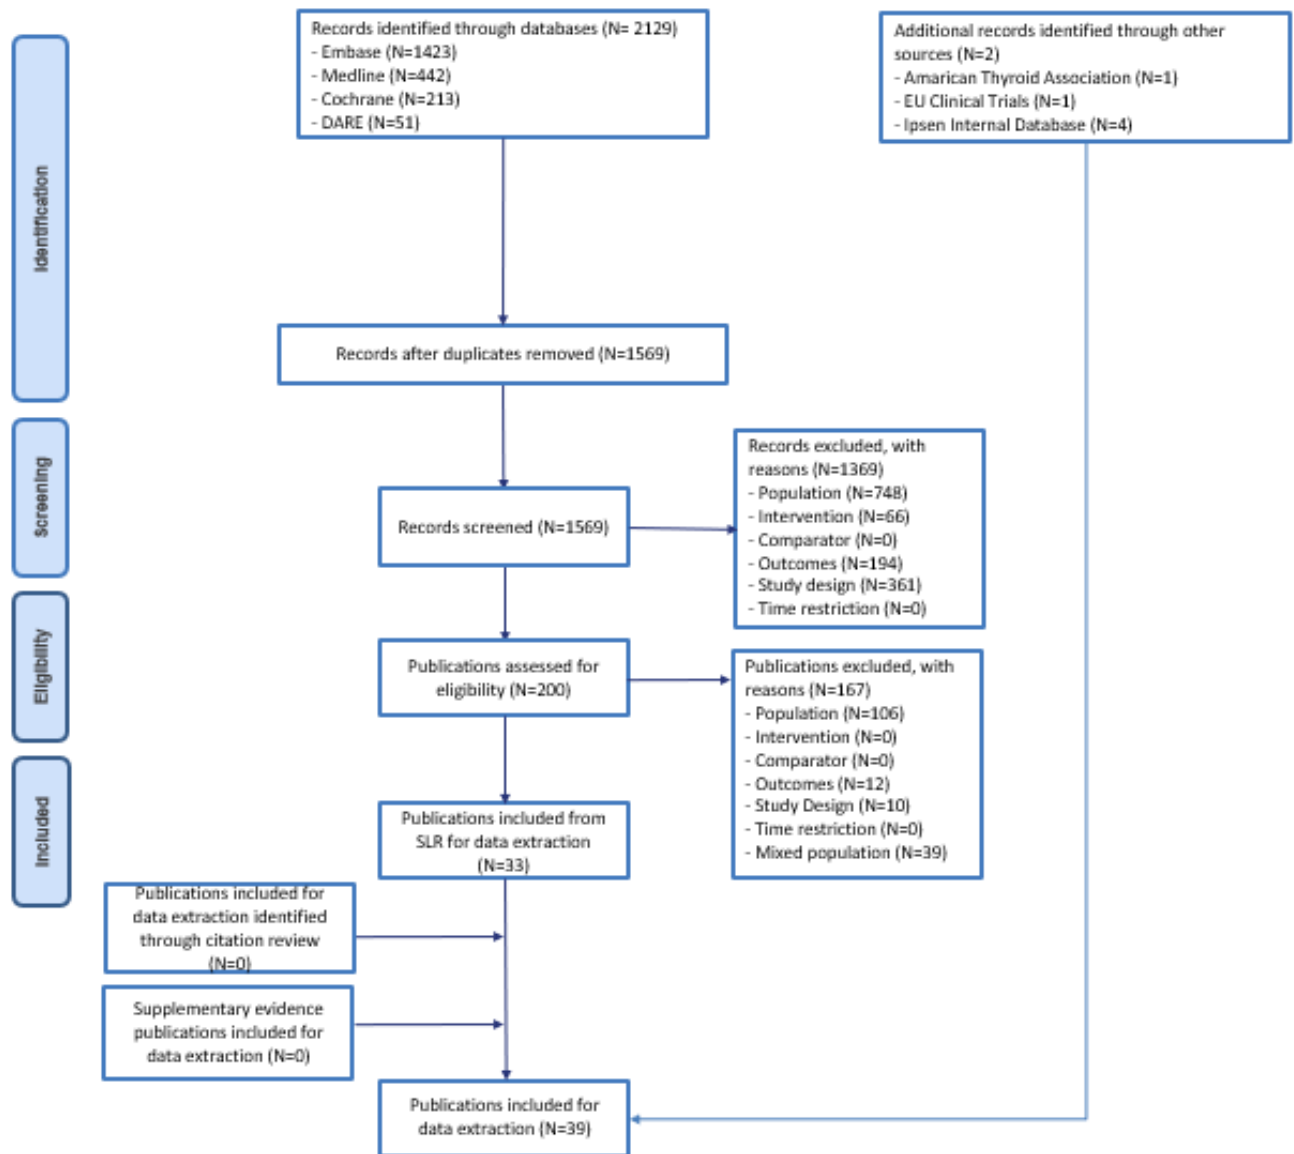 Records identified through databases (N= 2129)
- Embase (N=1423)
- Medline (N=442)
- Cochrane (N=213)
- DARE (N=51)
Additional records identified through other
sources (N=2)
- Amarican Thyroid Association (N=1)
- EU Clinical Trials (N=1)
- Ipsen Internal Database (N=4)
Identification
Records after duplicates removed (N=1569)
screening
Records screened (N=1569)
Records excluded, with
reasons (N=1369)
- Population (N=748)
- Intervention (N=66)
- Comparator (N=0)
- Outcomes (N=194)
- Study design (N=361)
- Time restriction (N=0)
Eligibility
Publications assessed for
eligibility (N=200)
Publications excluded, with
reasons (N=167)
- Population (N=106)
- Intervention (N=0)
- Comparator (N=0)
- Outcomes (N=12)
- Study Design (N=10)
- Time restriction (N=0)
- Mixed population (N=39)
Included
Publications included from
SLR for data extraction
(N=33)
Publications included for
data extraction identified
through citation review
(N=0)
Supplementary evidence
publications included for
data extraction (N=0)
Publications included for
data extraction (N=39)